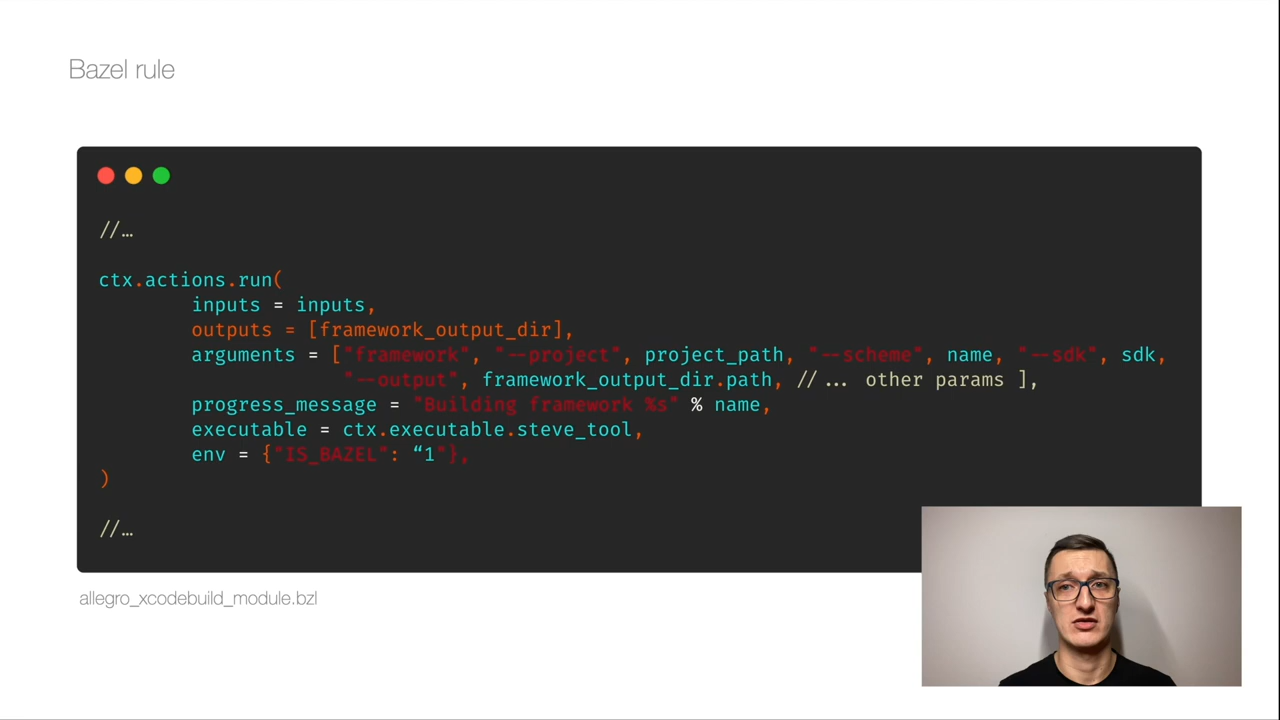 Bazel rule
//…
ctx.actions.run(
inputs = inputs,
outputs = [framework_output_dir],
arguments = ["framework", "--project", project_path, "--scheme", name, "--sdk", sdk,
"--output", framework_output_dir.path, //... other params ],
progress_message = "Building framework %s" % name,
executable = ctx.executable.steve_tool,
env = {"IS_BAZEL": “1"},
)
//…
allegro_xcodebuild_module.bzl